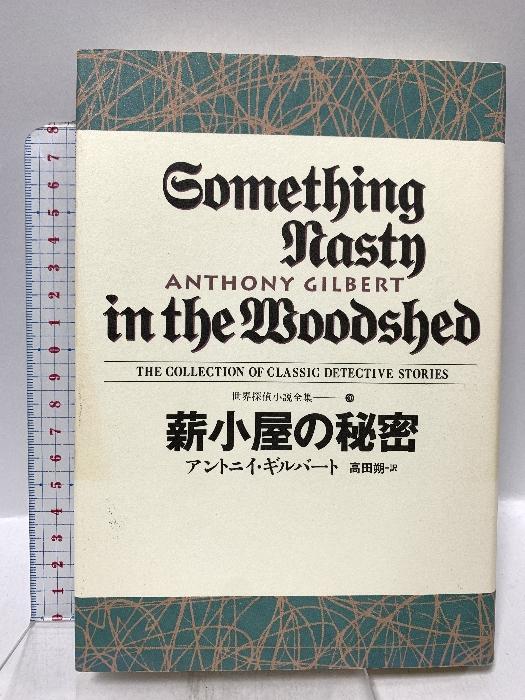 Something
Nasty
ANTHONY GILBERT
in the Woodshed
THE COLLECTION OF CLASSIC DETECTIVE STORIES
世界探偵小説全集 20
薪小屋の秘密
アントニイ・ギルバート 高田朔=訳